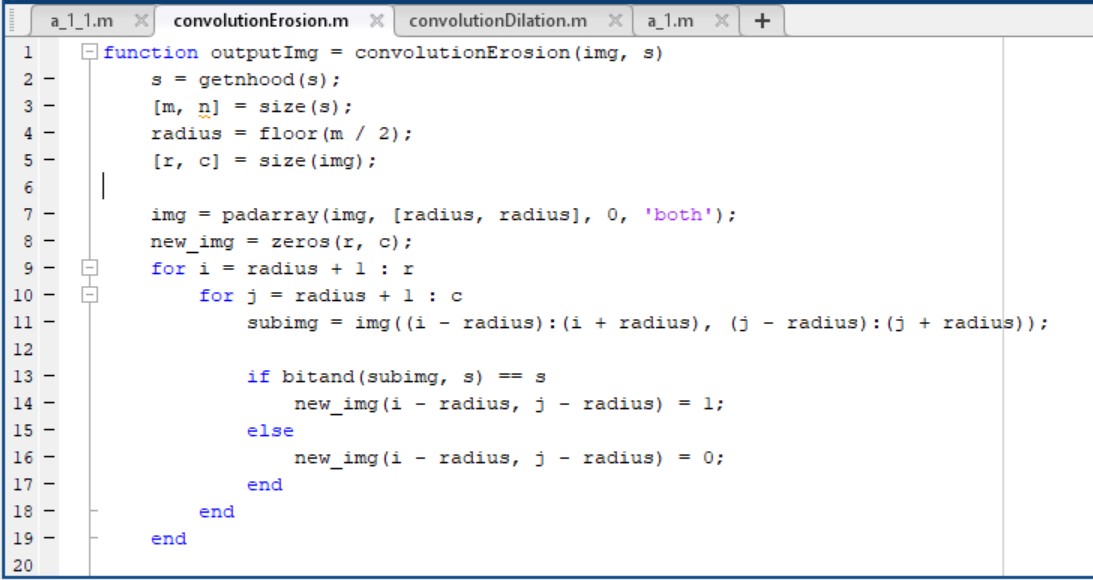 a_1_1.m × convolutionErosion.m × convolutionDilation.m × a_1.m × +
1 function outputImg = convolutionErosion(img, s)
2 - s = getnhood(s);
3 - [m, n] = size(s);
4 - radius = floor(m / 2);
5 - [r, c] = size(img);
6
7 - img = padarray(img, [radius, radius], 0, 'both');
8 - new_img = zeros(r, c);
9 - for i = radius + 1 : r
10 - for j = radius + 1 : c
11 - subimg = img((i - radius):(i + radius), (j - radius):(j + radius));
12
13 - if bitand(subimg, s) == s
14 - new_img(i - radius, j - radius) = 1;
15 - else
16 - new_img(i - radius, j - radius) = 0;
17 - end
18 - end
19 - end
20